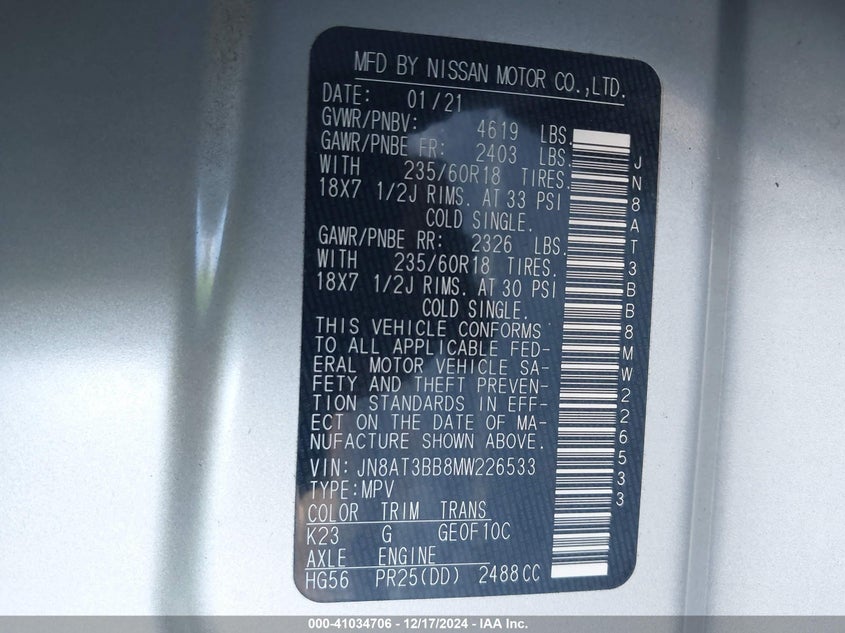 MFD BY NISSAN MOTOR CO.,LTD.
DATE: 01/21
GVWR/PNBV: 4619 LBS.
GAWR/PNBE FR: 2403 LBS.
WITH 235/60R18 TIRES.
18X7 1/2J RIMS. AT 33 PSI
COLD SINGLE.
GAWR/PNBE RR: 2326 LBS.
WITH 235/60R18 TIRES.
18X7 1/2J RIMS. AT 30 PSI
COLD SINGLE.
THIS VEHICLE CONFORMS
TO ALL APPLICABLE FED-
ERAL MOTOR VEHICLE SA-
FETY AND THEFT PREVEN-
TION STANDARDS IN EFF-
ECT ON THE DATE OF MA-
NUFACTURE SHOWN ABOVE.
VIN: JN8AT3BB8MW226533
TYPE:MPV
COLOR TRIM TRANS
K23 G GE0F10C
AXLE ENGINE
HG56 PR25(DD) 2488CC
JN8AT3BB8MW226533
000-41034706 - 12/17/2024 - IAA Inc.